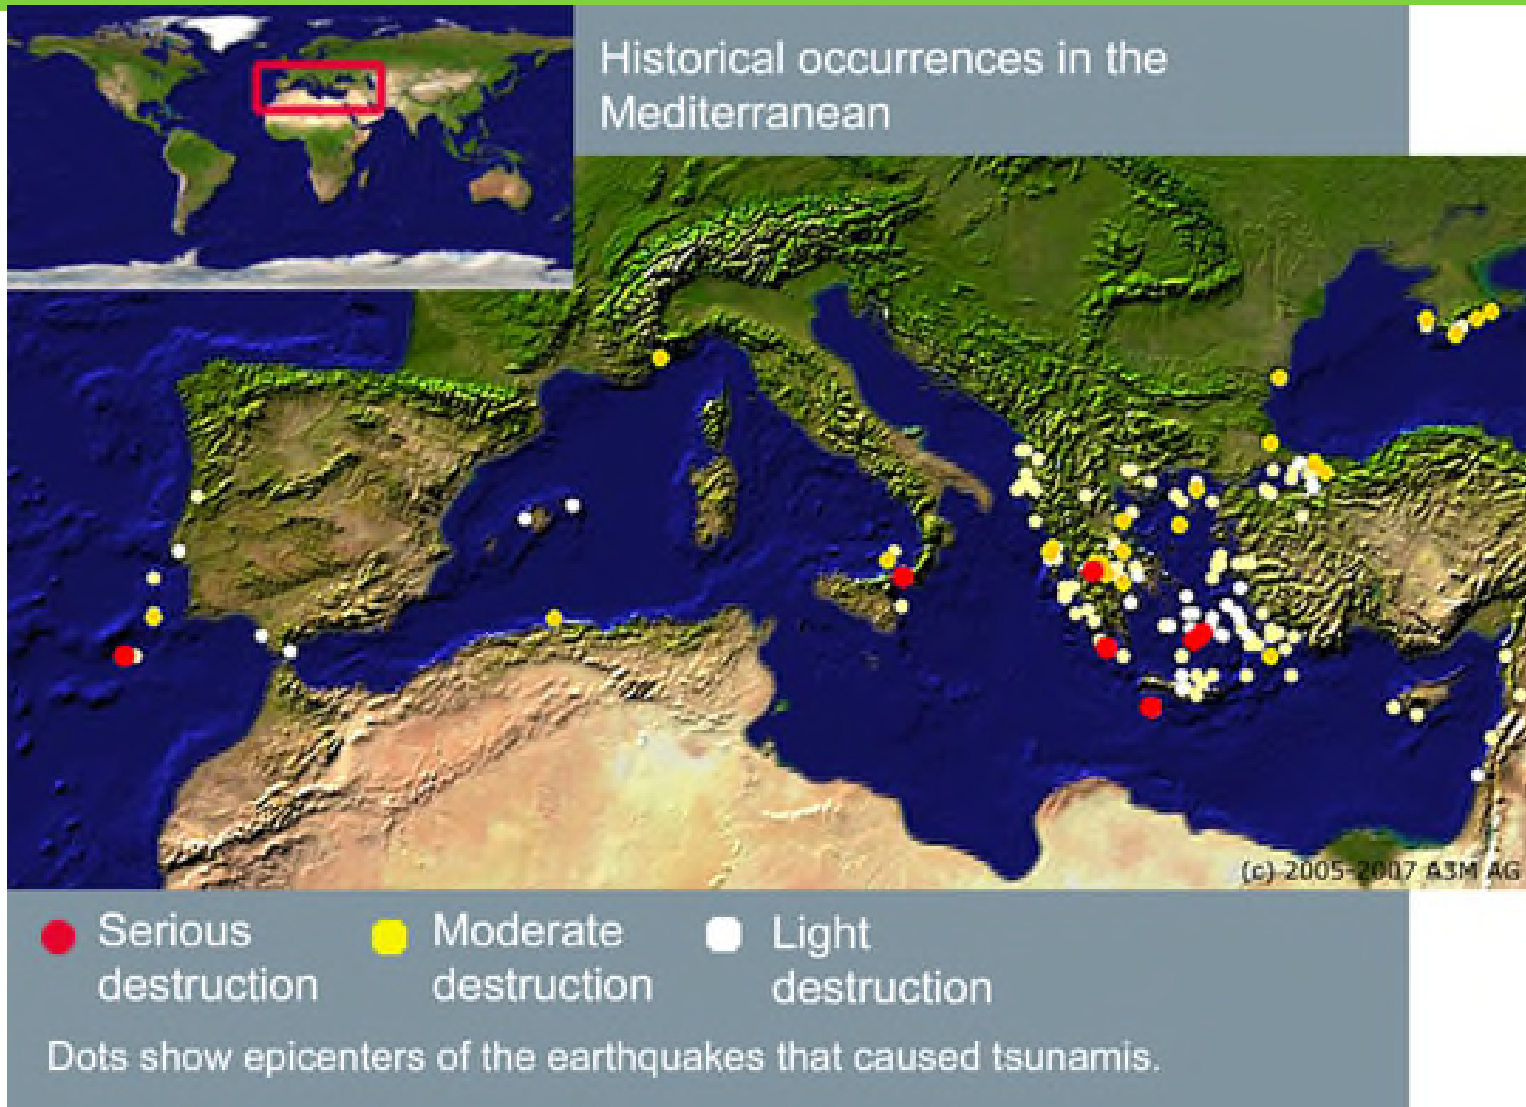 Historical occurrences in the
Mediterranean
(c) 2005-2007 A3M AG
Serious
destruction
Moderate
destruction
Light
destruction
Dots show epicenters of the earthquakes that caused tsunamis.